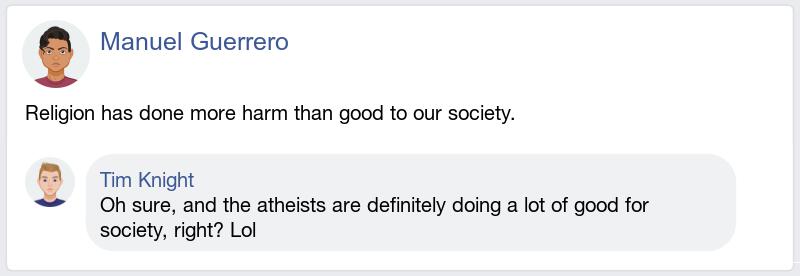 Manuel Guerrero
Religion has done more harm than good to our society.
Tim Knight
Oh sure, and the atheists are definitely doing a lot of good for
society, right? Lol